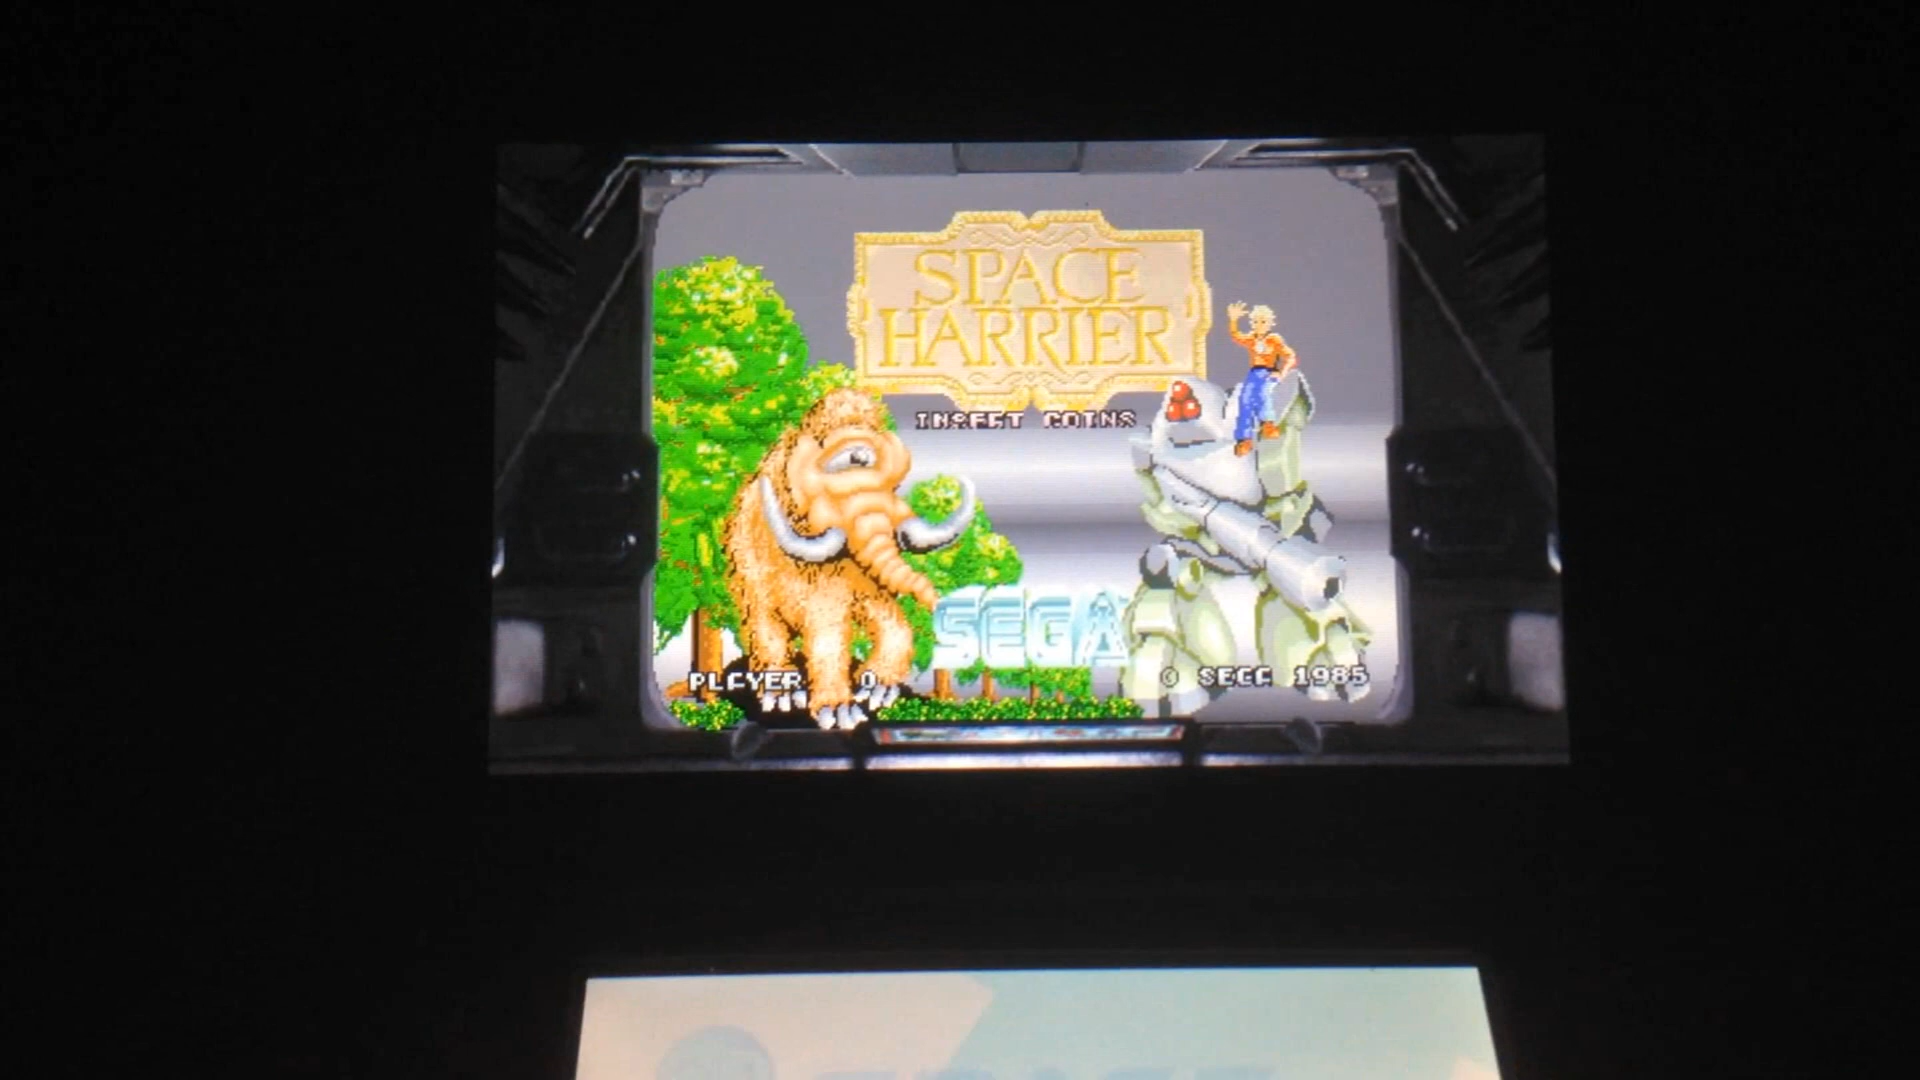 SPACE
HARRIER
INSERT COINS
SEGA
PLAYER 0
© SEGA 1985